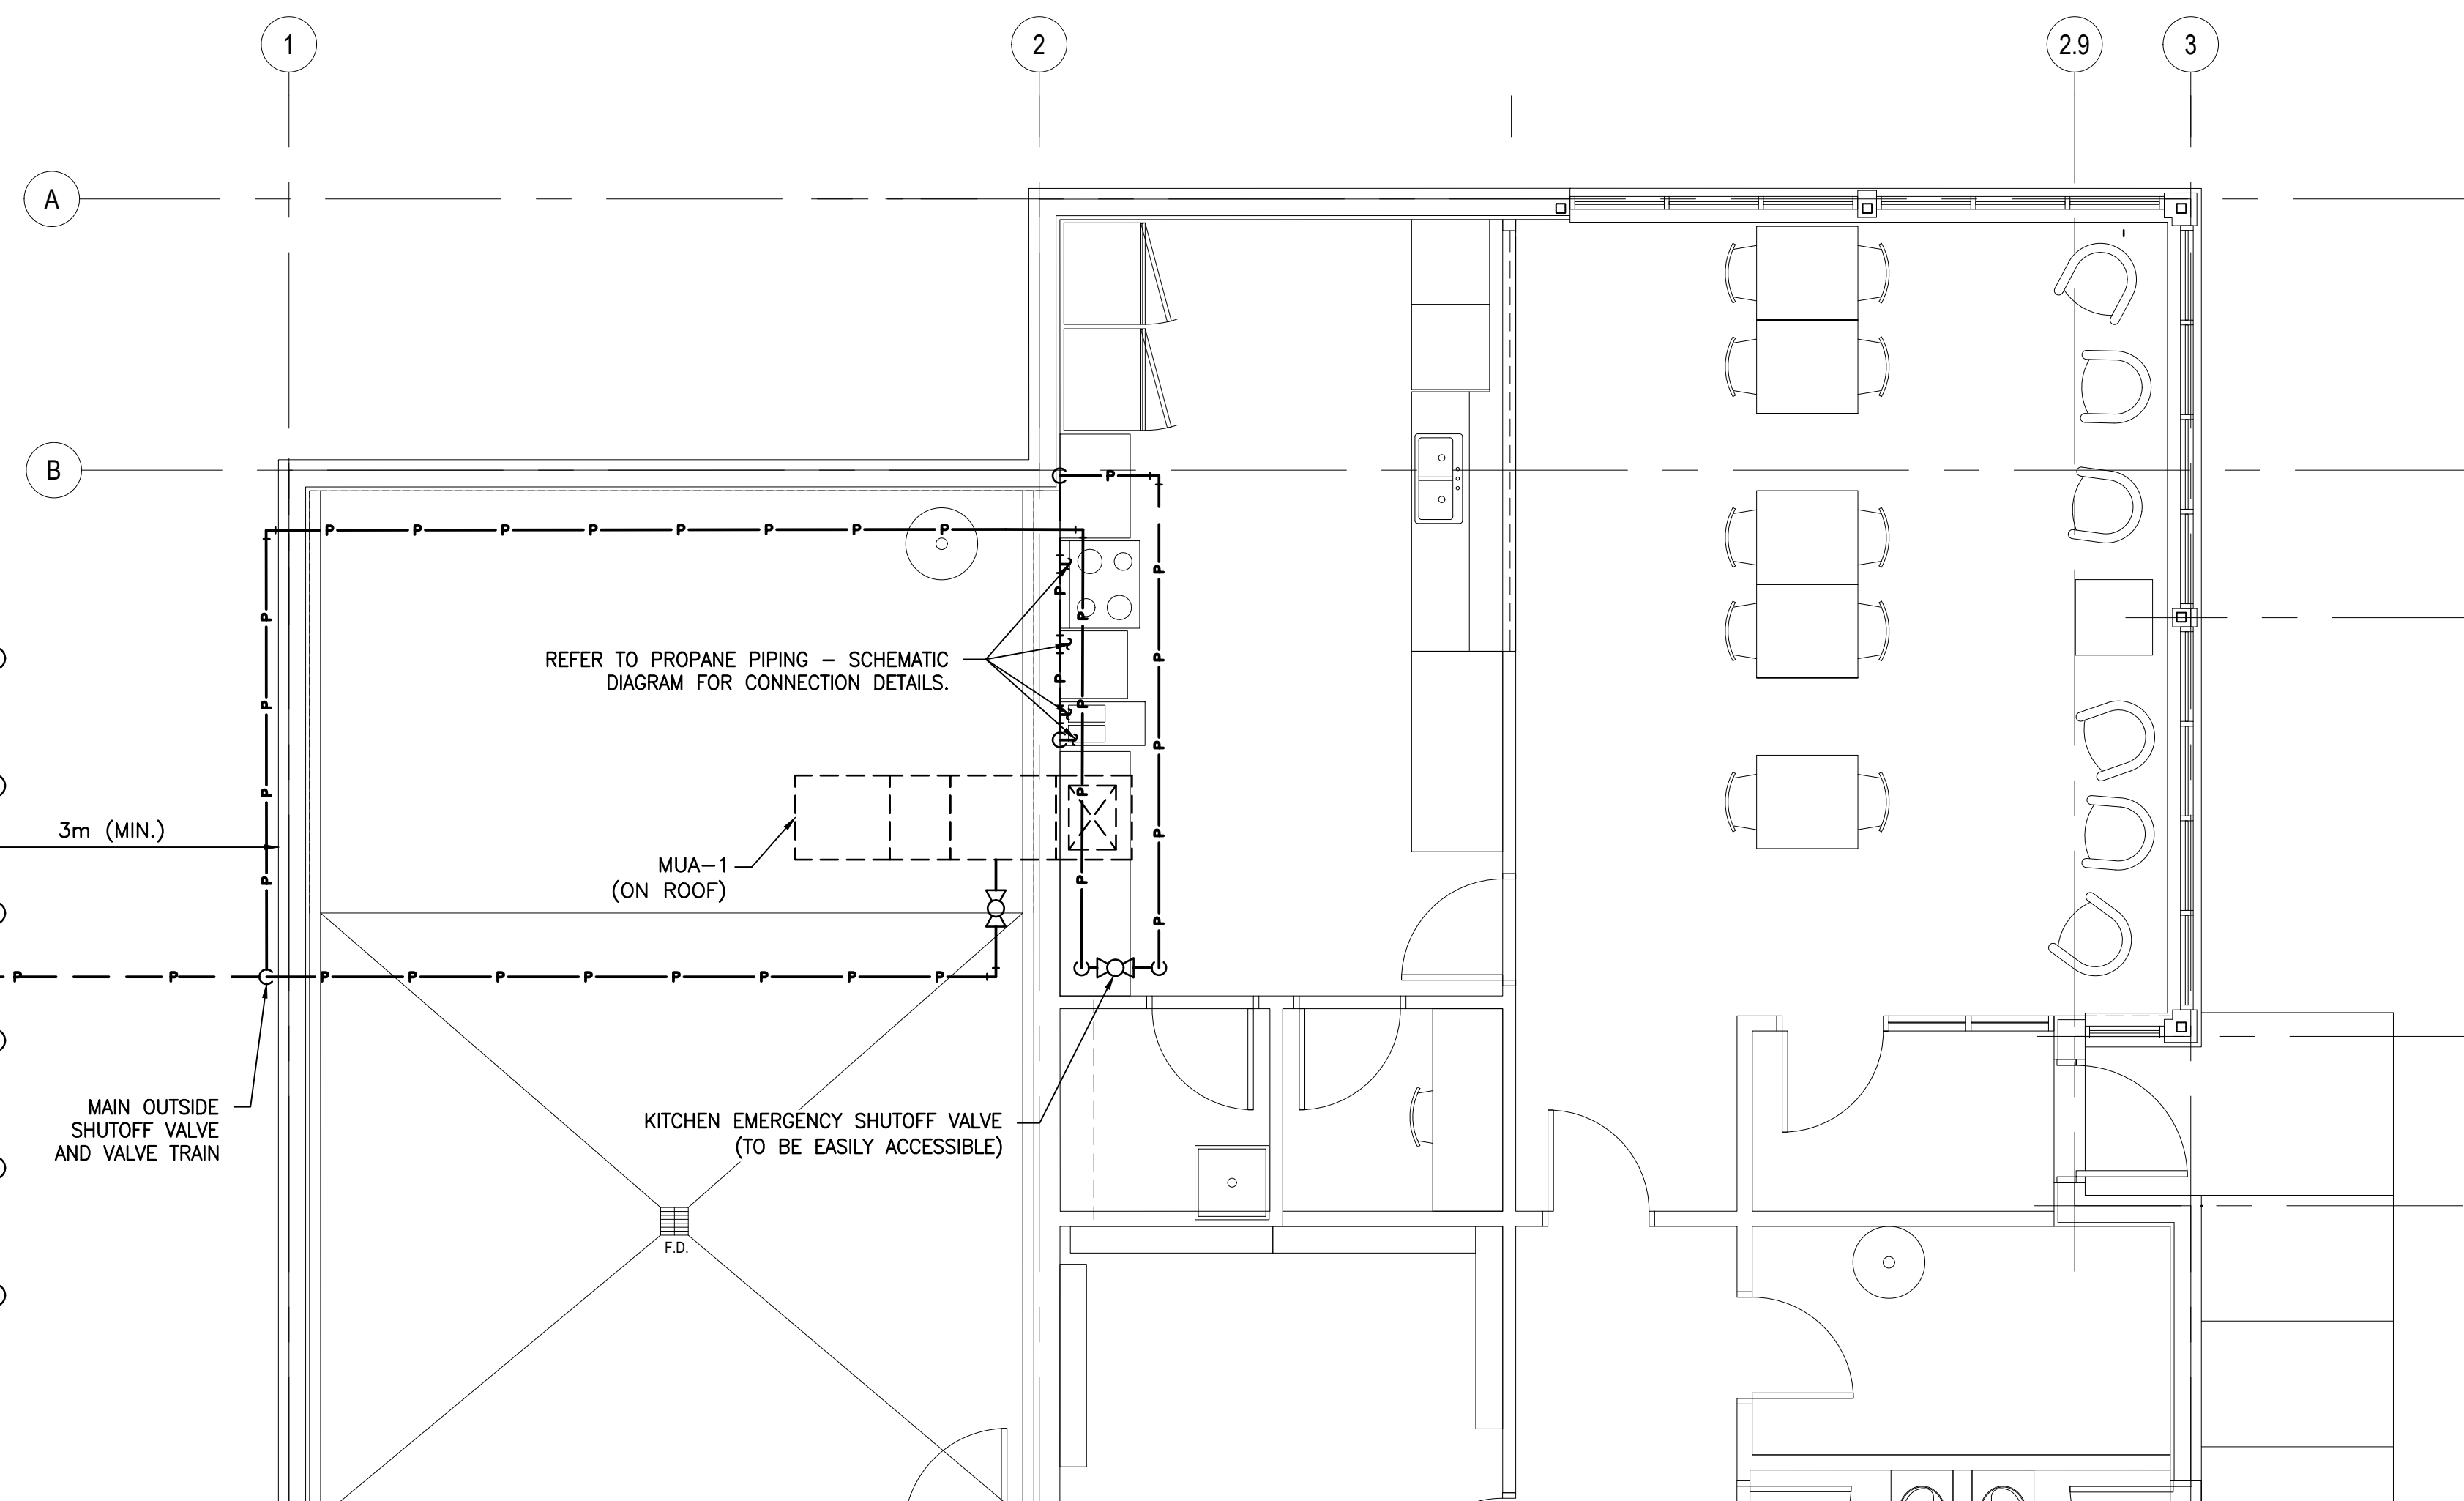 1
2
2.9
3
A
B
P
P P P P P P P P
P P
P P
P
P P
P P
P P
P P P
P P
P P P P P P P P P P
REFER TO PROPANE PIPING – SCHEMATIC
DIAGRAM FOR CONNECTION DETAILS.
3m (MIN.)
MUA–1
(ON ROOF)
MAIN OUTSIDE
SHUTOFF VALVE
AND VALVE TRAIN
KITCHEN EMERGENCY SHUTOFF VALVE
(TO BE EASILY ACCESSIBLE)
F.D.